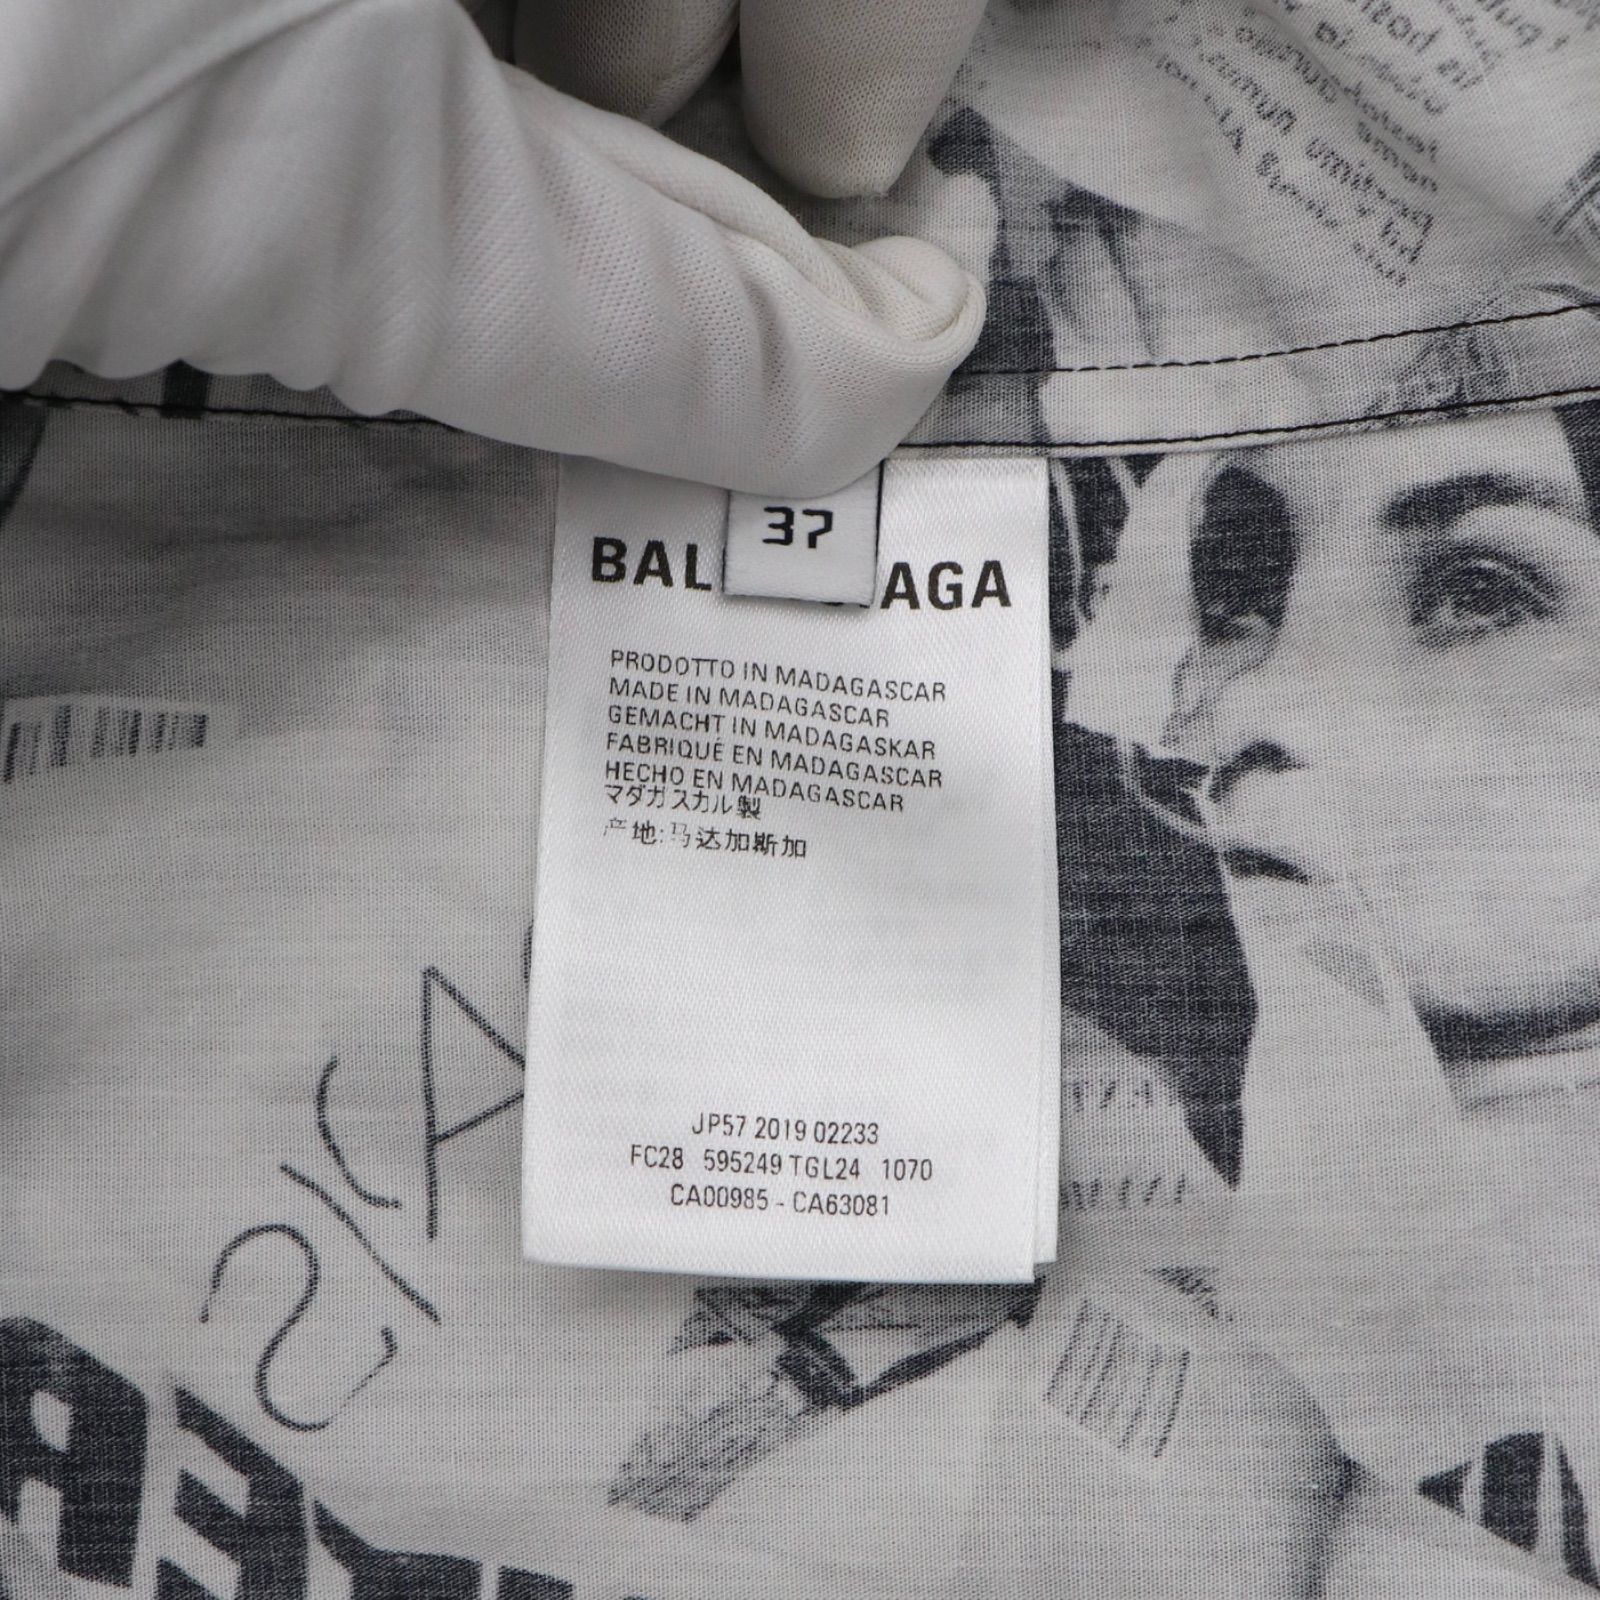 37
BAL AGA
PRODOTTO IN MADAGASCAR
MADE IN MADAGASCAR
GEMACHT IN MADAGASKAR
FABRIQUÉ EN MADAGASCAR
HECHO EN MADAGASCAR
マダガスカル製
产地:马达加斯加
JP57 2019 02233
FC28 595249 TGL24 1070
CA00985 - CA63081